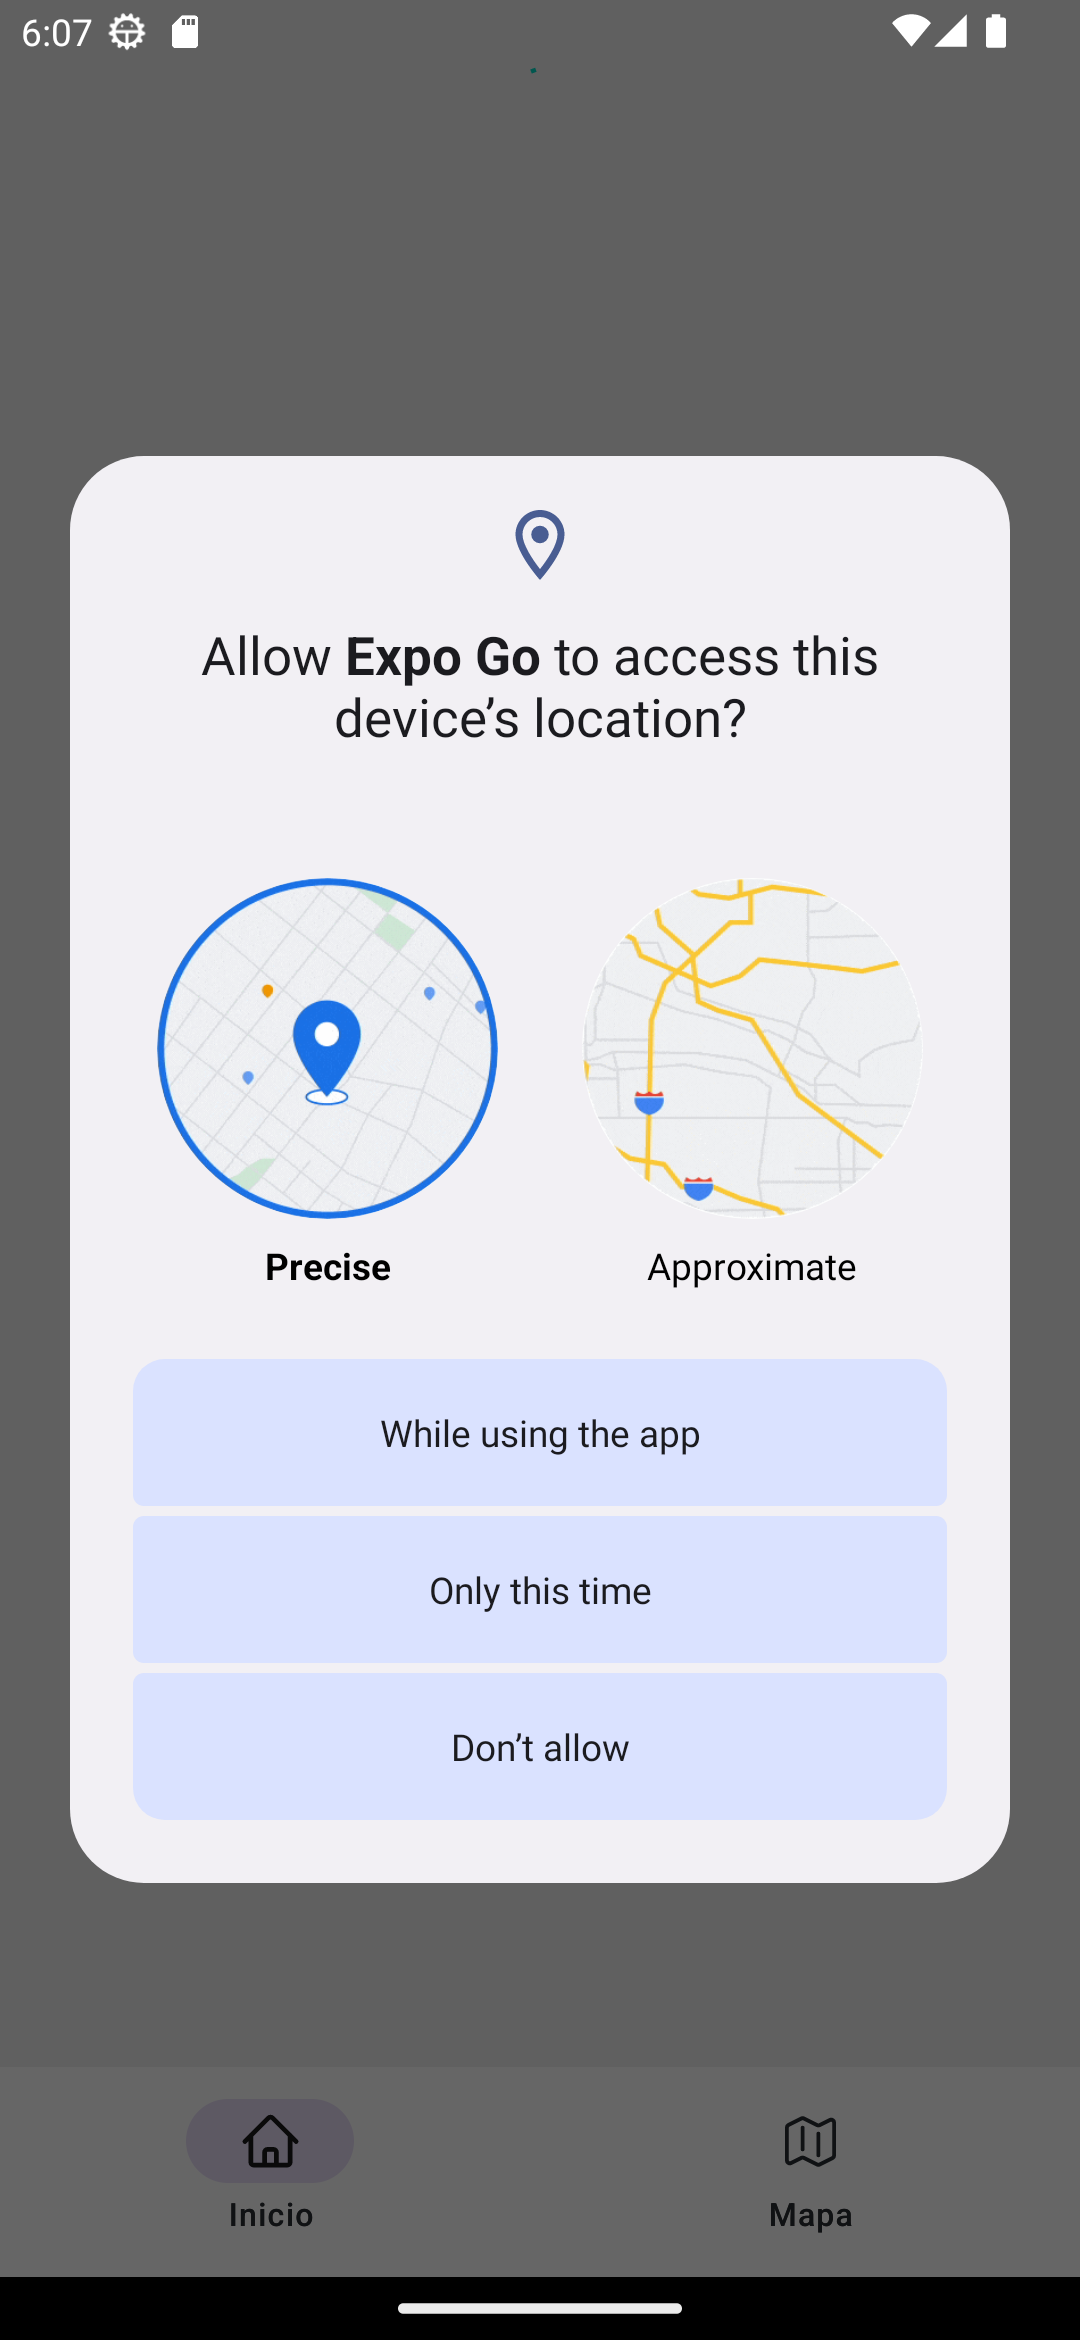 6:07
Allow Expo Go to access this
device’s location?
Precise
Approximate
While using the app
Only this time
Don’t allow
Inicio
Mapa